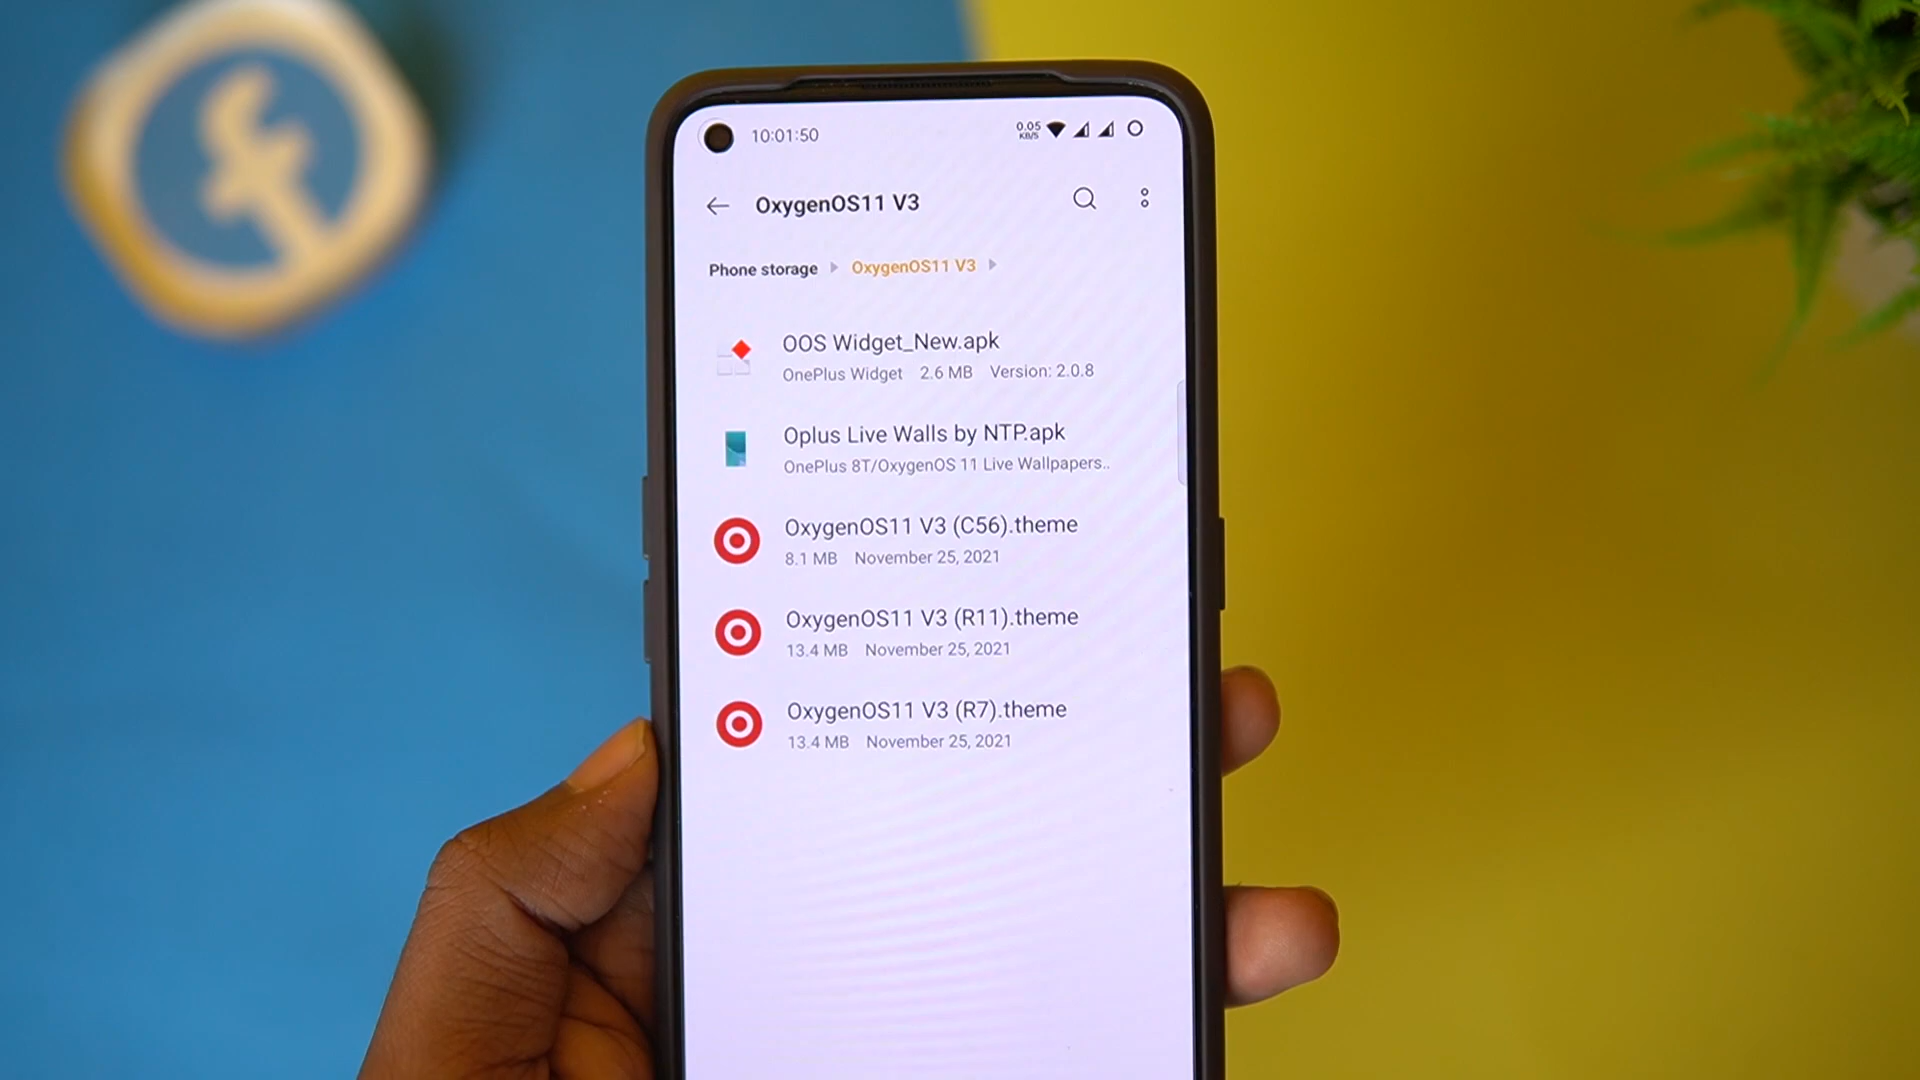 10:01:50
0.05
KB/S
OxygenOS11 V3
Phone storage
OxygenOS11 V3
OOS Widget_New.apk
OnePlus Widget 2.6 MB Version: 2.0.8
Oplus Live Walls by NTP.apk
OnePlus 8T/OxygenOS 11 Live Wallpapers..
OxygenOS11 V3 (C56).theme
8.1 MB November 25, 2021
OxygenOS11 V3 (R11).theme
13.4 MB November 25, 2021
OxygenOS11 V3 (R7).theme
13.4 MB November 25, 2021